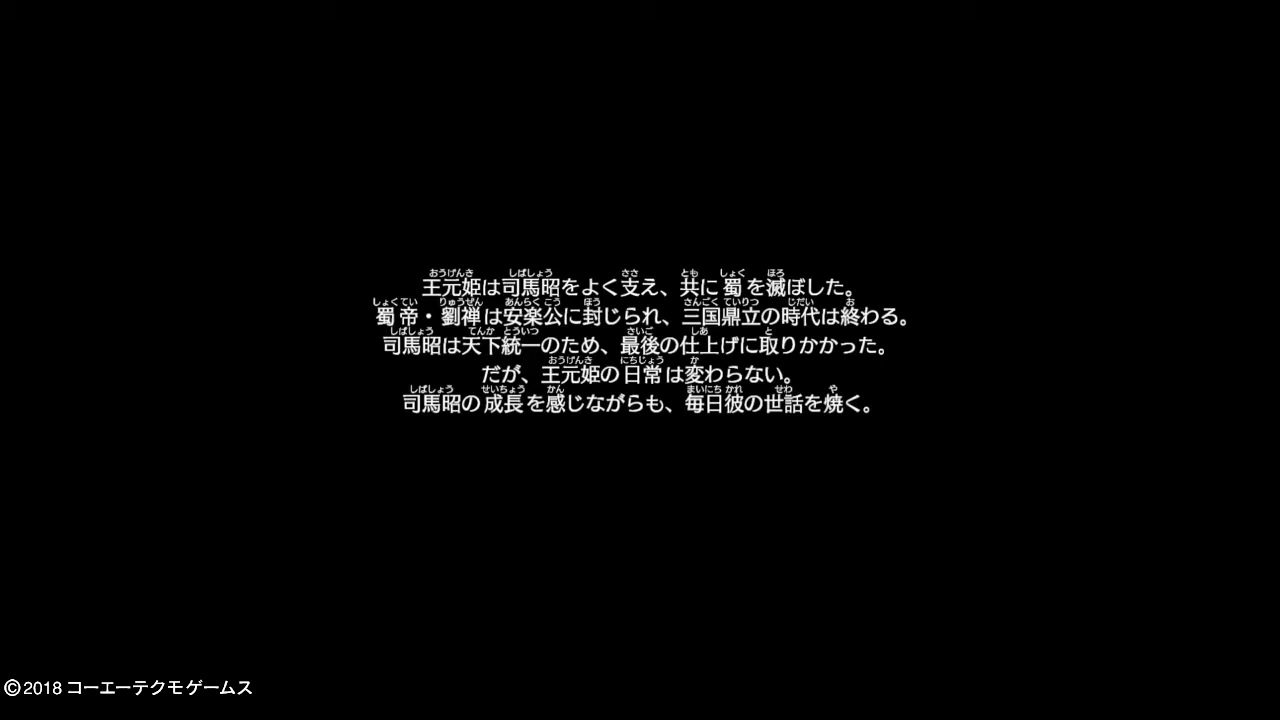 王元姫は司馬昭をよく支え、共に蜀を滅ぼした。
蜀帝・劉禅は安楽公に封じられ、三国鼎立の時代は終わる。
司馬昭は天下統一のため、最後の仕上げに取りかかった。
だが、王元姫の日常は変わらない。
司馬昭の成長を感じながらも、毎日彼の世話を焼く。
©2018 コーエーテクモゲームス